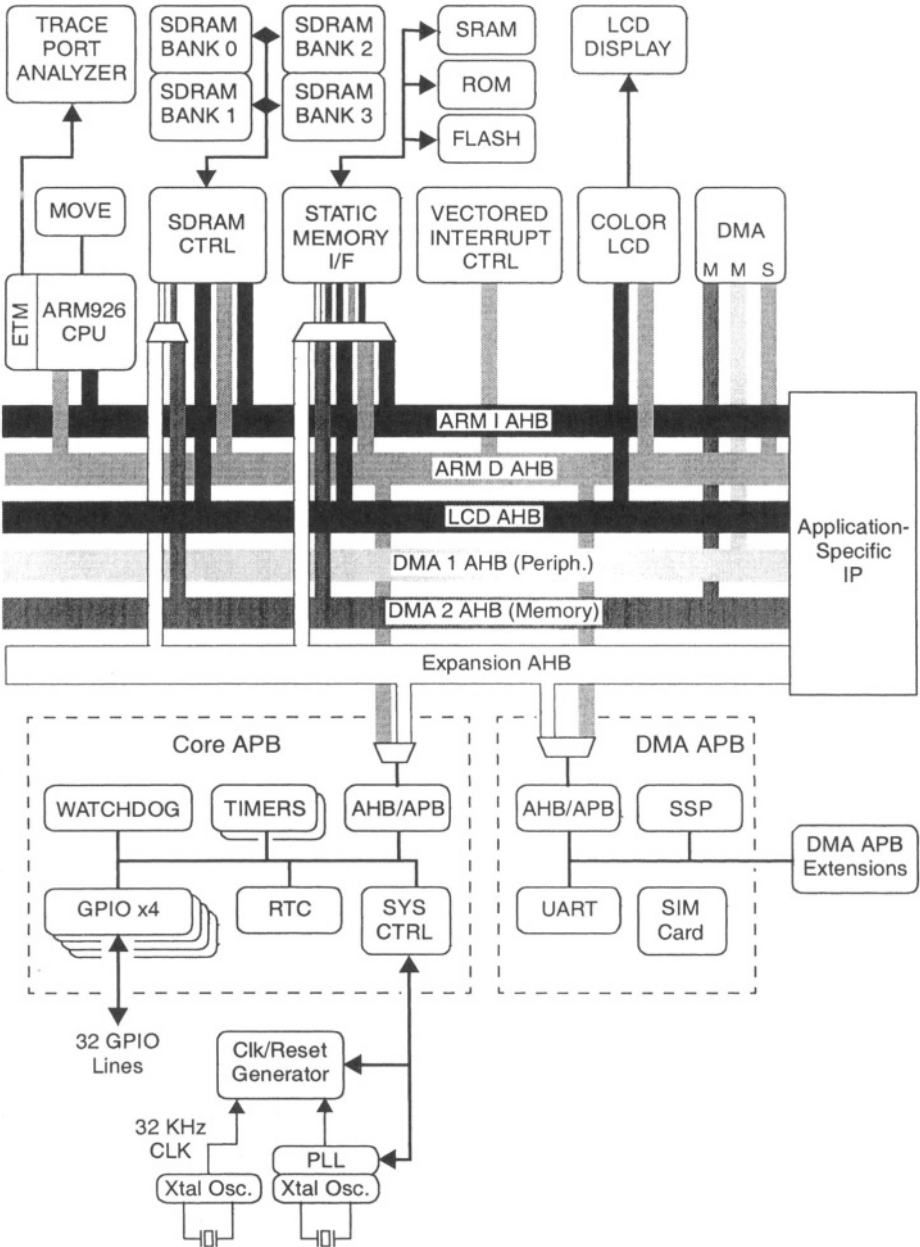 TRACE
PORT
ANALYZER
SDRAM
BANK 0
SDRAM
BANK 2
SDRAM
BANK 1
SDRAM
BANK 3
SRAM
ROM
FLASH
LCD
DISPLAY
MOVE
ETM
ARM926
CPU
SDRAM
CTRL
STATIC
MEMORY
I/F
VECTORED
INTERRUPT
CTRL
COLOR
LCD
DMA
M M S
ARM I AHB
ARM D AHB
LCD AHB
DMA 1 AHB (Periph.)
DMA 2 AHB (Memory)
Expansion AHB
Application-
Specific
IP
Core APB
WATCHDOG
TIMERS
AHB/APB
GPIO x4
RTC
SYS
CTRL
DMA APB
AHB/APB
SSP
UART
SIM
Card
DMA APB
Extensions
32 GPIO
Lines
Clk/Reset
Generator
32 KHz
CLK
PLL
Xtal Osc.
Xtal Osc.